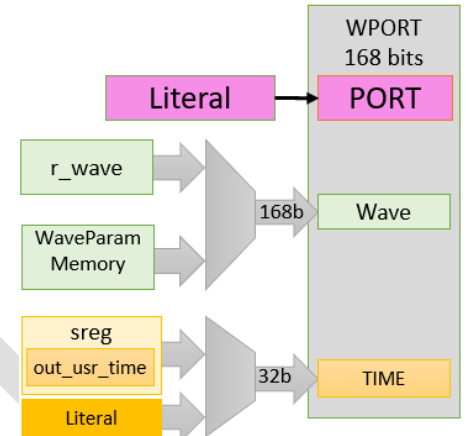 WPORT
168 bits
Literal
PORT
r_wave
168b
Wave
WaveParam
Memory
sreg
out_usr_time
32b
TIME
Literal